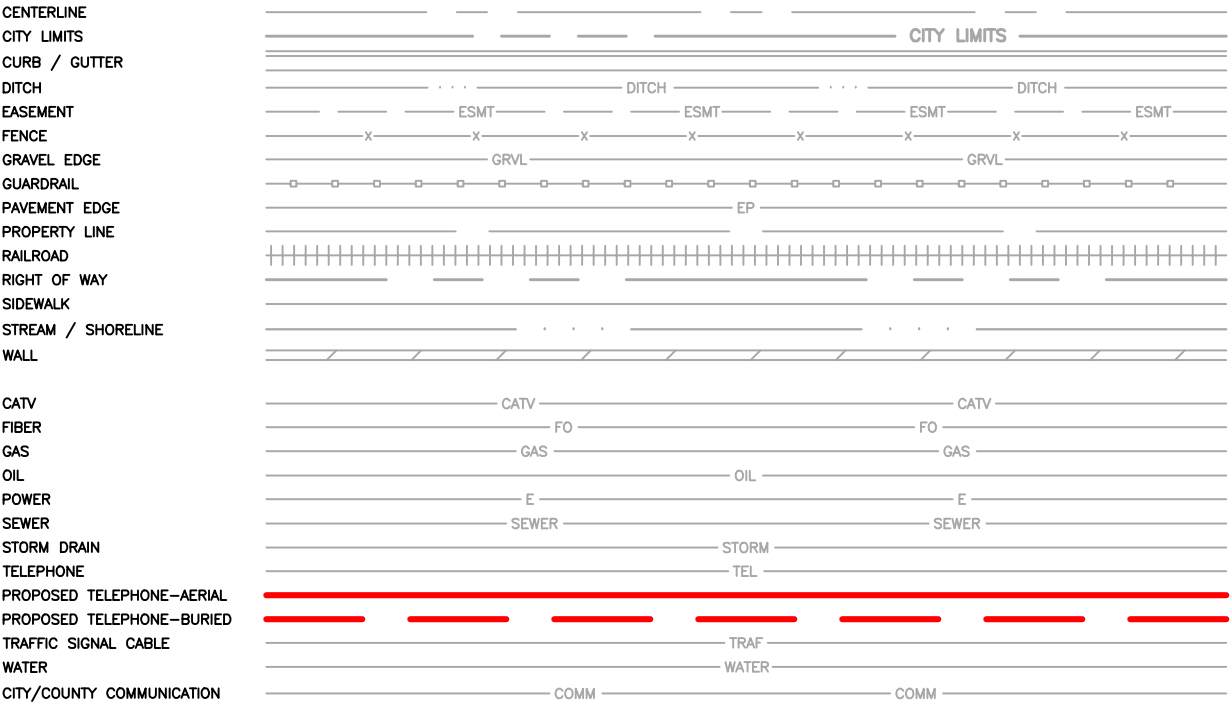 CENTERLINE
CITY LIMITS CITY LIMITS
CURB / GUTTER
DITCH DITCH DITCH
EASEMENT ESMT ESMT ESMT ESMT
FENCE X X X X X X X X
GRAVEL EDGE GRVL GRVL
GUARDRAIL
PAVEMENT EDGE EP
PROPERTY LINE
RAILROAD
RIGHT OF WAY
SIDEWALK
STREAM / SHORELINE
WALL
CATV CATV CATV
FIBER FO FO
GAS GAS GAS
OIL OIL
POWER E E
SEWER SEWER SEWER
STORM DRAIN STORM
TELEPHONE TEL
PROPOSED TELEPHONE-AERIAL
PROPOSED TELEPHONE-BURIED
TRAFFIC SIGNAL CABLE TRAF
WATER WATER
CITY/COUNTY COMMUNICATION COMM COMM